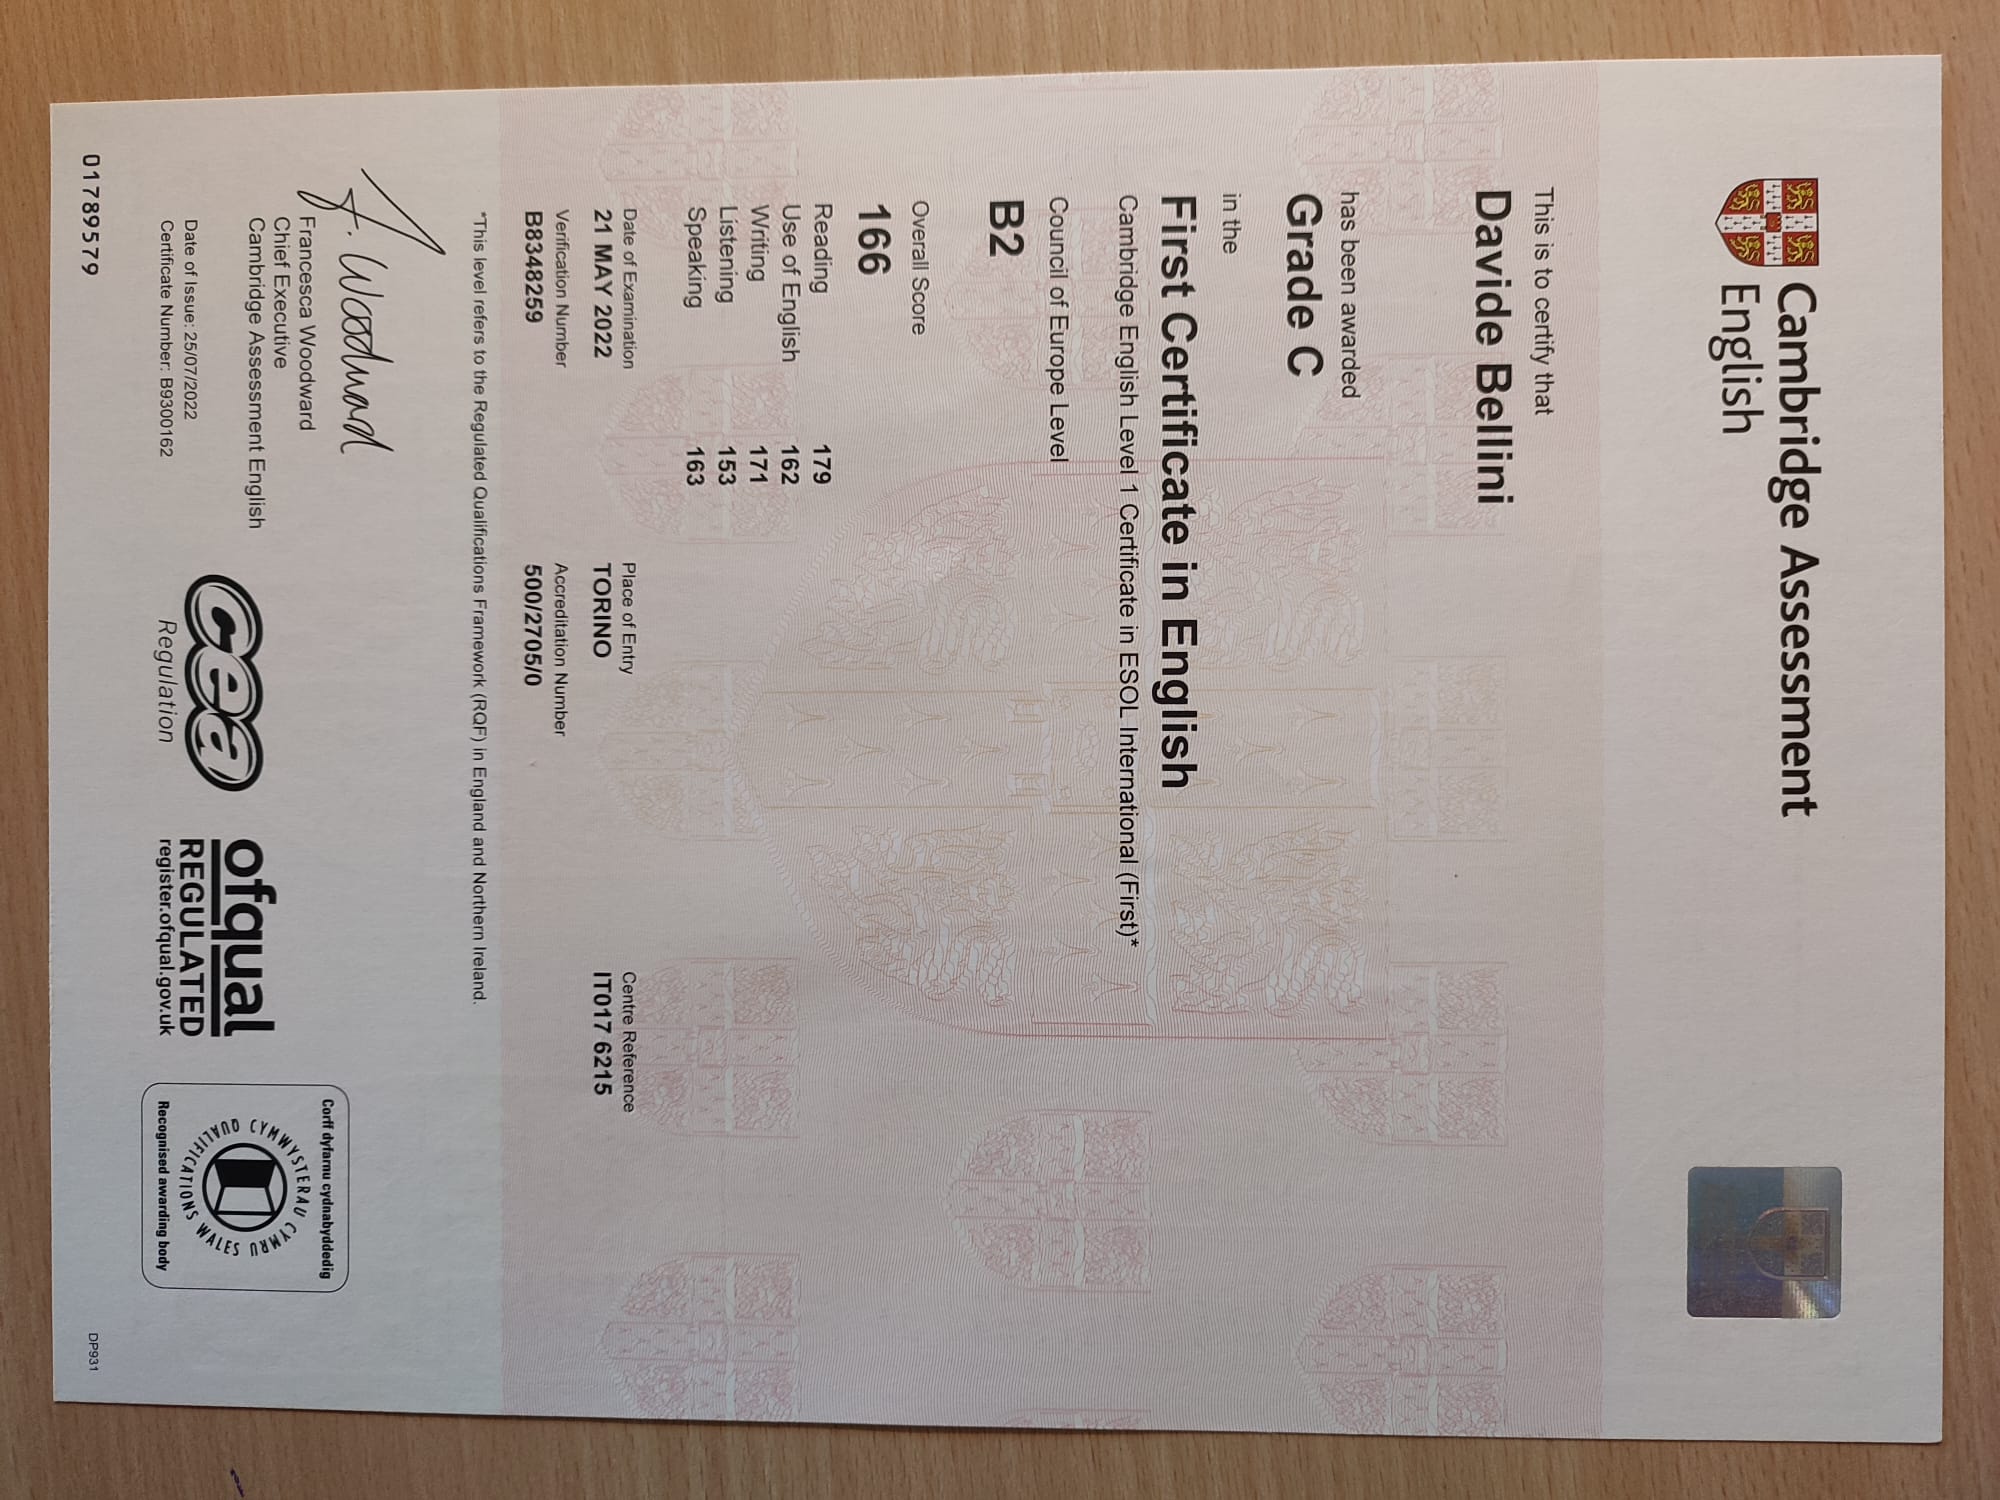 Cambridge Assessment
English
This is to certify that
Davide Bellini
has been awarded
Grade C
in the
First Certificate in English
Cambridge English Level 1 Certificate in ESOL International (First)*
Council of Europe Level
B2
Overall Score
166
Reading 179
Use of English 162
Writing 171
Listening 153
Speaking 163
Date of Examination Place of Entry Centre Reference
21 MAY 2022 TORINO IT017 6215
Verification Number Accreditation Number
B8348259 500/2705/0
*This level refers to the Regulated Qualifications Framework (RQF) in England and Northern Ireland.
F. Woodward
Francesca Woodward
Chief Executive
Cambridge Assessment English
Date of Issue: 25/07/2022
Certificate Number: B9300162
ccea
Regulation
ofqual
REGULATED
register.ofqual.gov.uk
Corff dyfarnu cydnabyddedig
CYMWYSTERAU CYMRU
QUALIFICATIONS WALES
Recognised awarding body
01789579
DP931